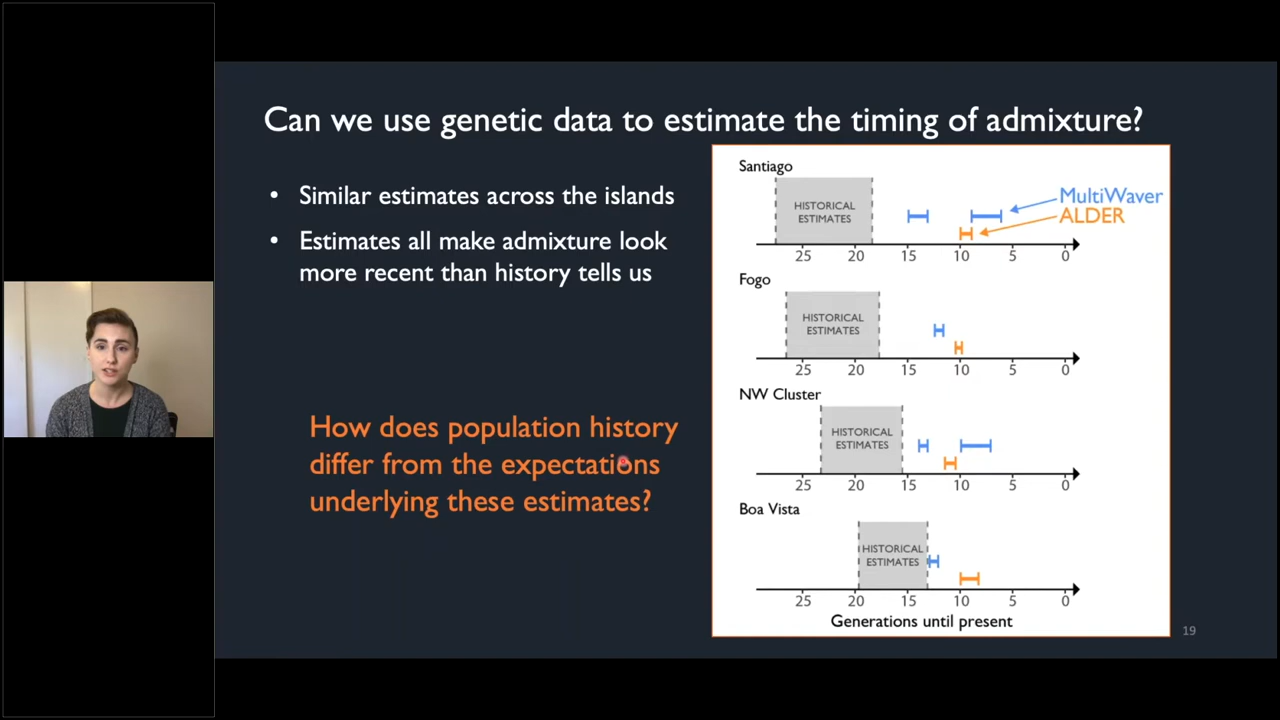 Can we use genetic data to estimate the timing of admixture?
• Similar estimates across the islands
• Estimates all make admixture look
more recent than history tells us
How does population history
differ from the expectations
underlying these estimates?
Santiago
HISTORICAL
ESTIMATES
MultiWaver
ALDER
25 20 15 10 5 0
Fogo
HISTORICAL
ESTIMATES
25 20 15 10 5 0
NW Cluster
HISTORICAL
ESTIMATES
25 20 15 10 5 0
Boa Vista
HISTORICAL
ESTIMATES
25 20 15 10 5 0
Generations until present
19